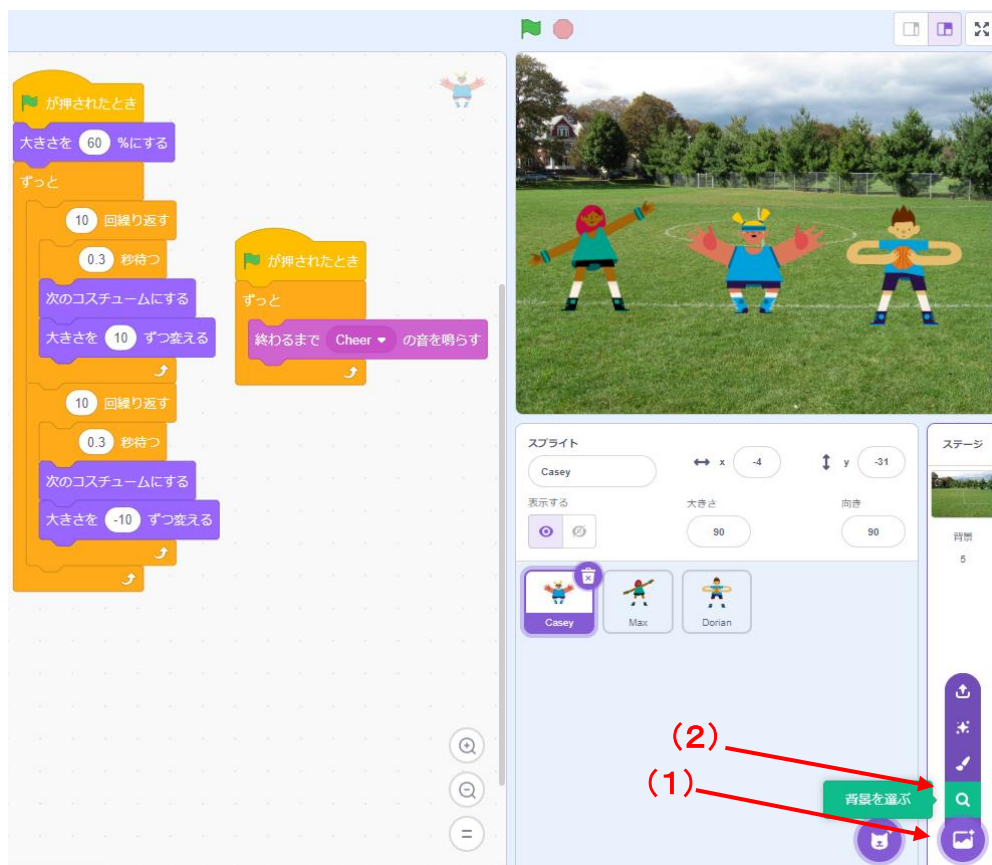 が押されたとき
大きさを 60 %にする
ずっと
10 回繰り返す
0.3 秒待つ
次のコスチュームにする
大きさを 10 ずつ変える
10 回繰り返す
0.3 秒待つ
次のコスチュームにする
大きさを -10 ずつ変える
が押されたとき
ずっと
終わるまで Cheer の音を鳴らす
スプライト
Casey
x -4
y -31
表示する
大きさ
90
向き
90
Casey
Max
Dorian
ステージ
背景
5
(2)
(1)
背景を選ぶ